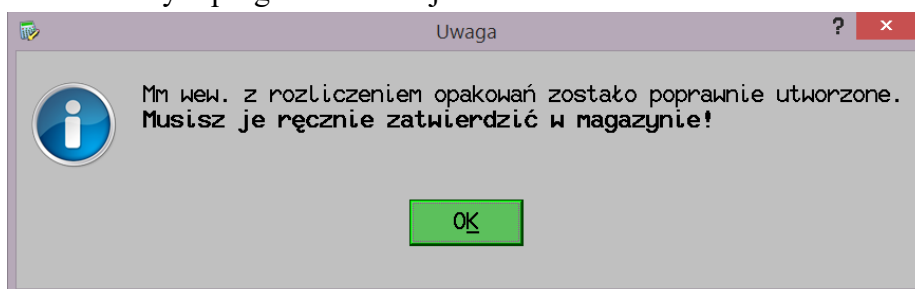 Uwaga
?
×
Mm wew. z rozliczeniem opakowań zostało poprawnie utworzone.
Musisz je ręcznie zatwierdzić w magazynie!
OK